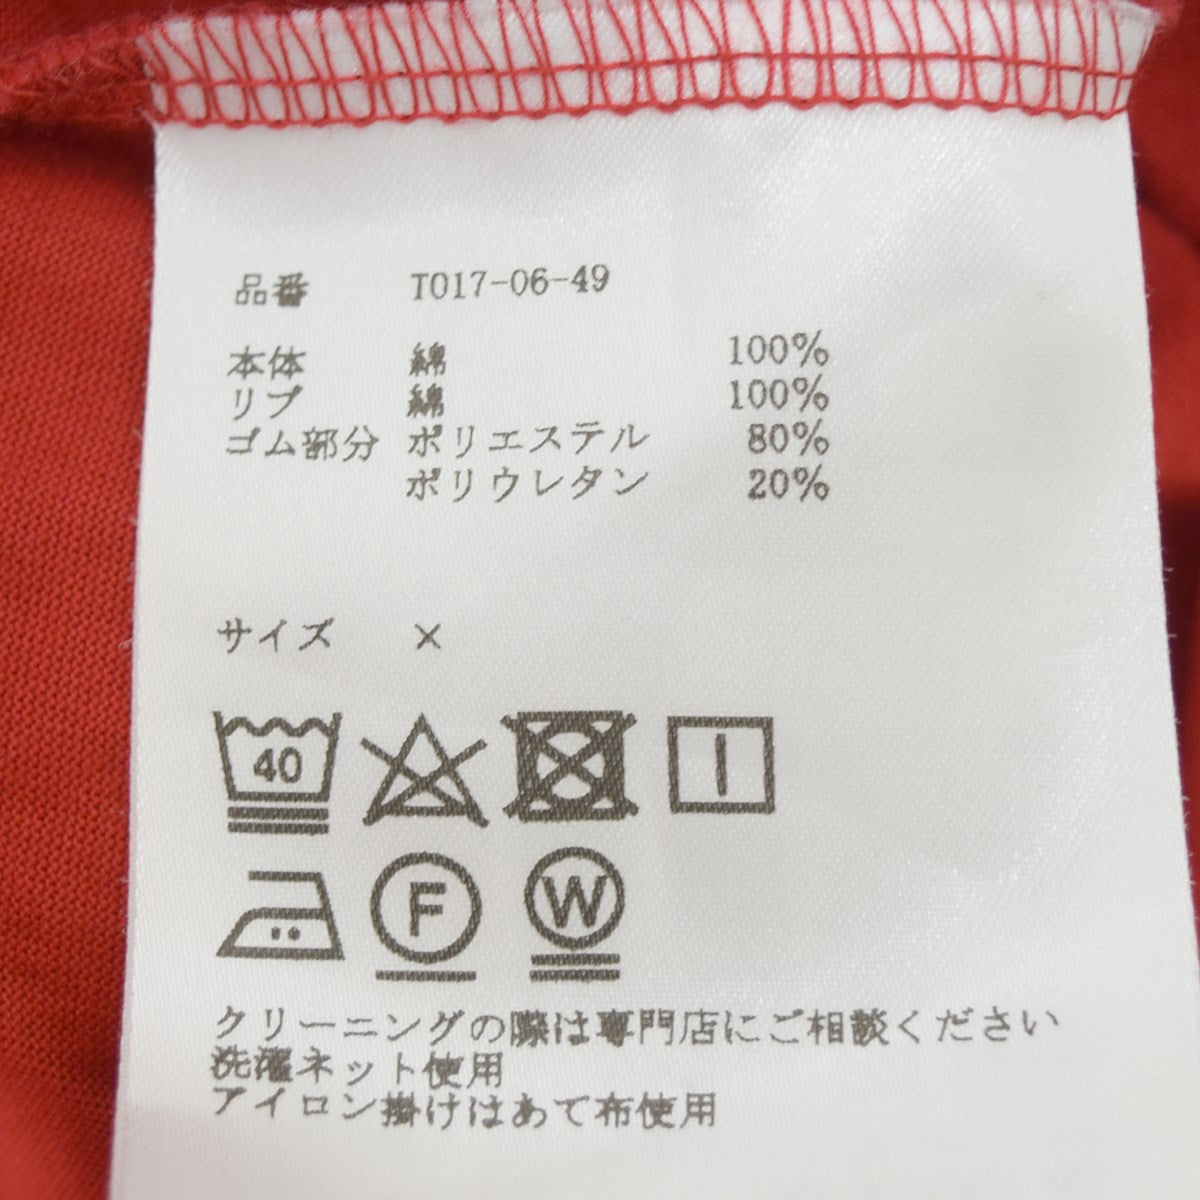 品番 T017-06-49
本体 綿 100%
リブ 綿 100%
ゴム部分 ポリエステル 80%
ポリウレタン 20%
サイズ ×
40
F W
クリーニングの際は専門店にご相談ください
洗濯ネット使用
アイロン掛けはあて布使用